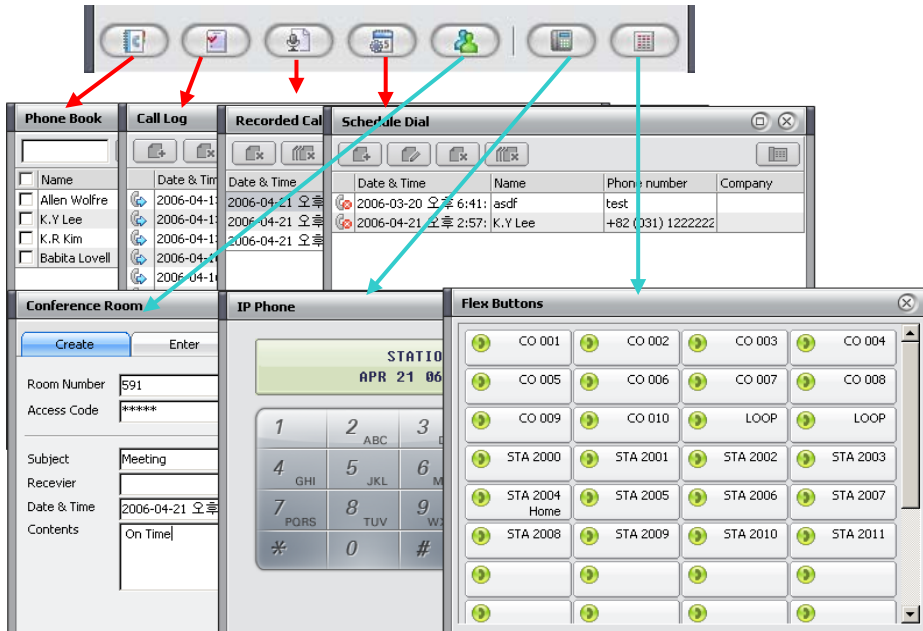 5
Phone Book
Name
Allen Wolfre
K.Y Lee
K.R Kim
Babita Lovell
Call Log
Date & Tim
2006-04-1
2006-04-1
2006-04-1
2006-04-1
2006-04-1
Recorded Cal
Date & Time
2006-04-21 오후
2006-04-21 오후
2006-04-21 오후
Schedule Dial
Date & Time Name Phone number Company
2006-03-20 오후 6:41: asdf test
2006-04-21 오후 2:57: K.Y Lee +82 (031) 1222222
Conference Room
Create Enter
Room Number 591
Access Code *****
Subject Meeting
Recevier
Date & Time 2006-04-21 오후
Contents On Time
IP Phone
STATIO
APR 21 06
1 2 ABC 3
4 GHI 5 JKL 6 M
7 PQRS 8 TUV 9 WX
* 0 #
Flex Buttons
CO 001 CO 002 CO 003 CO 004
CO 005 CO 006 CO 007 CO 008
CO 009 CO 010 LOOP LOOP
STA 2000 STA 2001 STA 2002 STA 2003
STA 2004 STA 2005 STA 2006 STA 2007
Home
STA 2008 STA 2009 STA 2010 STA 2011